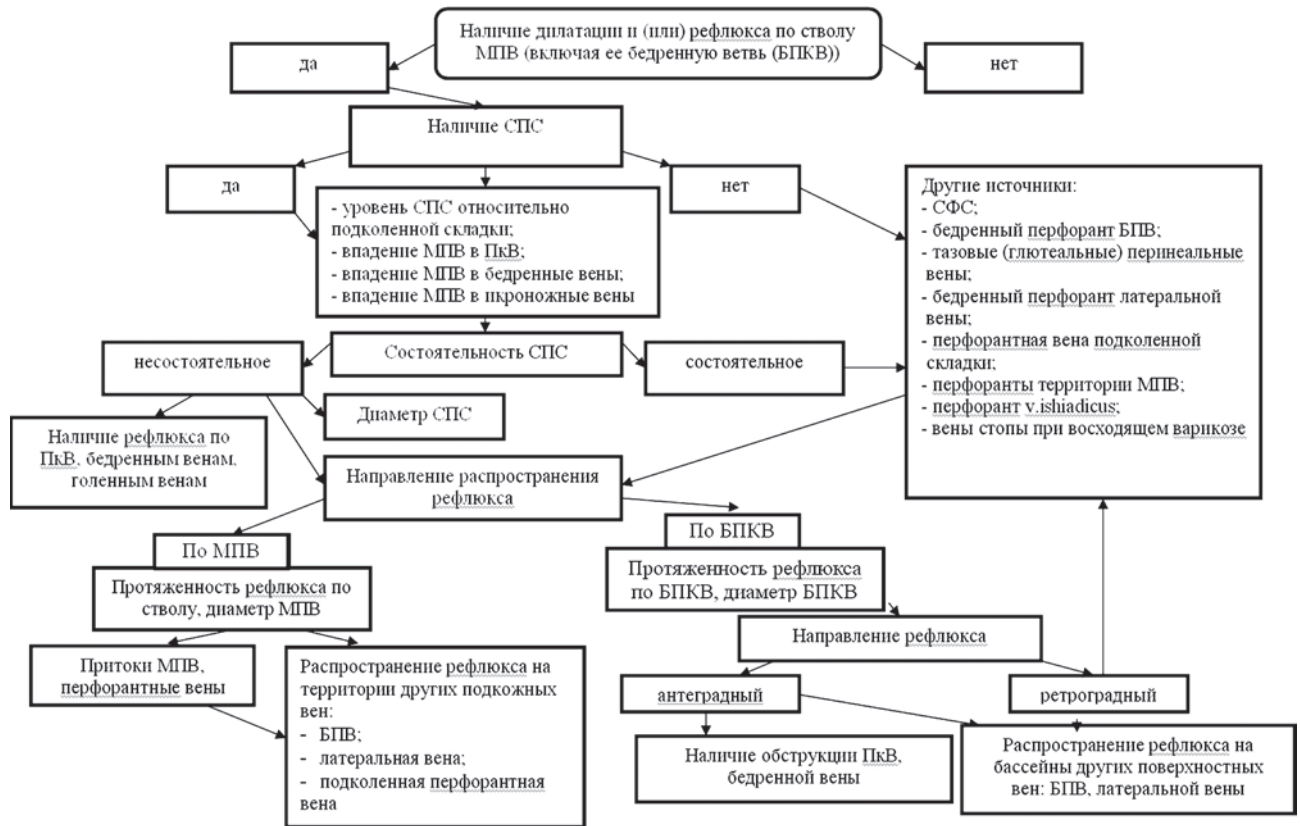 Наличие дилатации и (или) рефлюкса по стволу
МПВ (включая ее бедренную ветвь (БПКВ))
да
нет
Наличие СПС
да
нет
- уровень СПС относительно
подколенной складки;
- впадение МПВ в ПкВ;
- впадение МПВ в бедренные вены;
- впадение МПВ в икроножные вены
Другие источники:
- СФС;
- бедренный перфорант БПВ;
- тазовые (глютеальные) перинеальные
вены;
- бедренный перфорант латеральной
вены;
- перфорантная вена подколенной
складки;
- перфоранты территории МПВ;
- перфорант v.ishiadicus;
- вены стопы при восходящем варикозе
несостоятельное
Состоятельность СПС
состоятельное
Диаметр СПС
Наличие рефлюкса по
ПкВ, бедренным венам,
голенным венам
Направление распространения
рефлюкса
По МПВ
Протяженность рефлюкса по
стволу, диаметр МПВ
По БПКВ
Протяженность рефлюкса
по БПКВ, диаметр БПКВ
Направление рефлюкса
Притоки МПВ,
перфорантные вены
Распространение рефлюкса на
территории других подкожных
вен:
- БПВ;
- латеральная вена;
- подколенная перфорантная
вена
антеградный
ретроградный
Наличие обструкции ПкВ,
бедренной вены
Распространение рефлюкса на
бассейны других поверхностных
вен: БПВ, латеральной вены